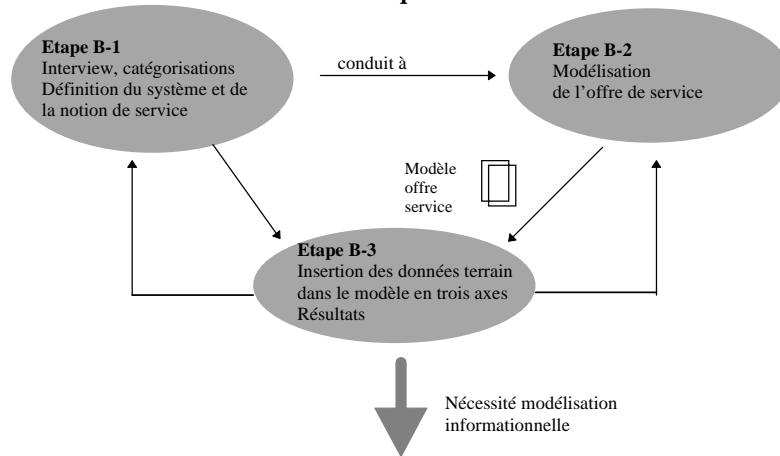 Etape B-1
Interview, catégorisations
Définition du système et de
la notion de service
conduit à
Etape B-2
Modélisation
de l'offre de service
Modèle
offre
service
Etape B-3
Insertion des données terrain
dans le modèle en trois axes
Résultats
Nécessité modélisation
informationnelle